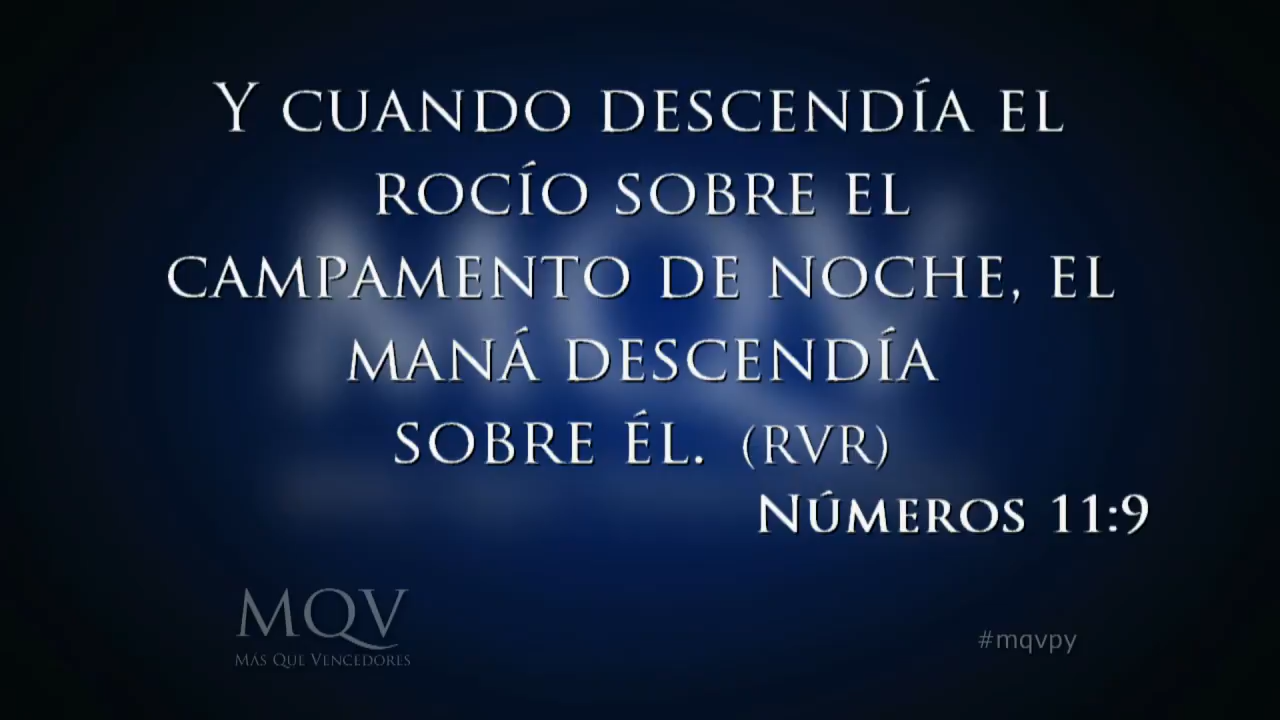 Y CUANDO DESCENDÍA EL
ROCÍO SOBRE EL
CAMPAMENTO DE NOCHE, EL
MANÁ DESCENDÍA
SOBRE ÉL. (RVR)
NÚMEROS 11:9
MQV
MÁS QUE VENCEDORES
#mqvpy